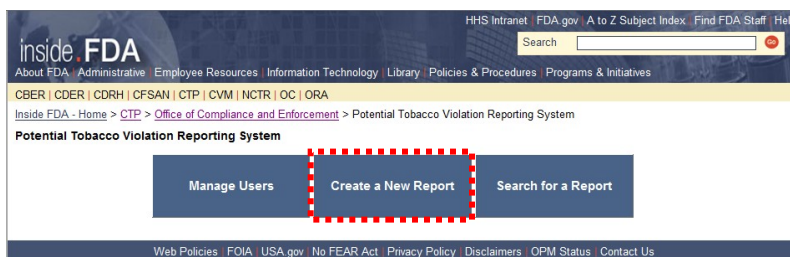 HHS Intranet | FDA.gov | A to Z Subject Index | Find FDA Staff | Hel
inside.FDA
Search Go
About FDA | Administrative | Employee Resources | Information Technology | Library | Policies & Procedures | Programs & Initiatives
CBER | CDER | CDRH | CFSAN | CTP | CVM | NCTR | OC | ORA
Inside FDA - Home > CTP > Office of Compliance and Enforcement > Potential Tobacco Violation Reporting System
Potential Tobacco Violation Reporting System
Manage Users Create a New Report Search for a Report
Web Policies | FOIA | USA.gov | No FEAR Act | Privacy Policy | Disclaimers | OPM Status | Contact Us